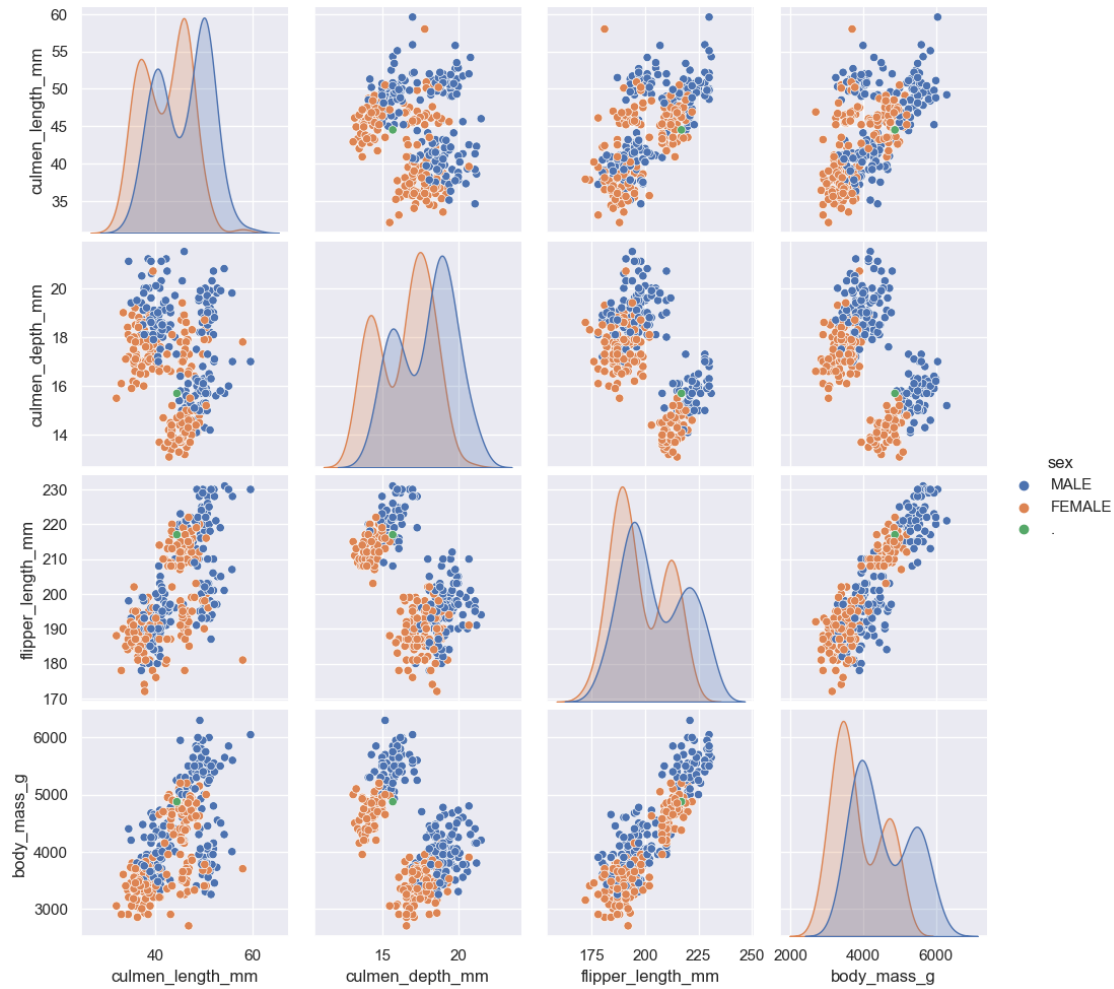 60
55
50
45
40
35
culmen_length_mm
20
18
16
14
culmen_depth_mm
230
220
210
200
190
180
170
flipper_length_mm
6000
5000
4000
3000
body_mass_g
40 60
culmen_length_mm
15 20
culmen_depth_mm
175 200 225 250
flipper_length_mm
2000 4000 6000
body_mass_g
sex
MALE
FEMALE
.